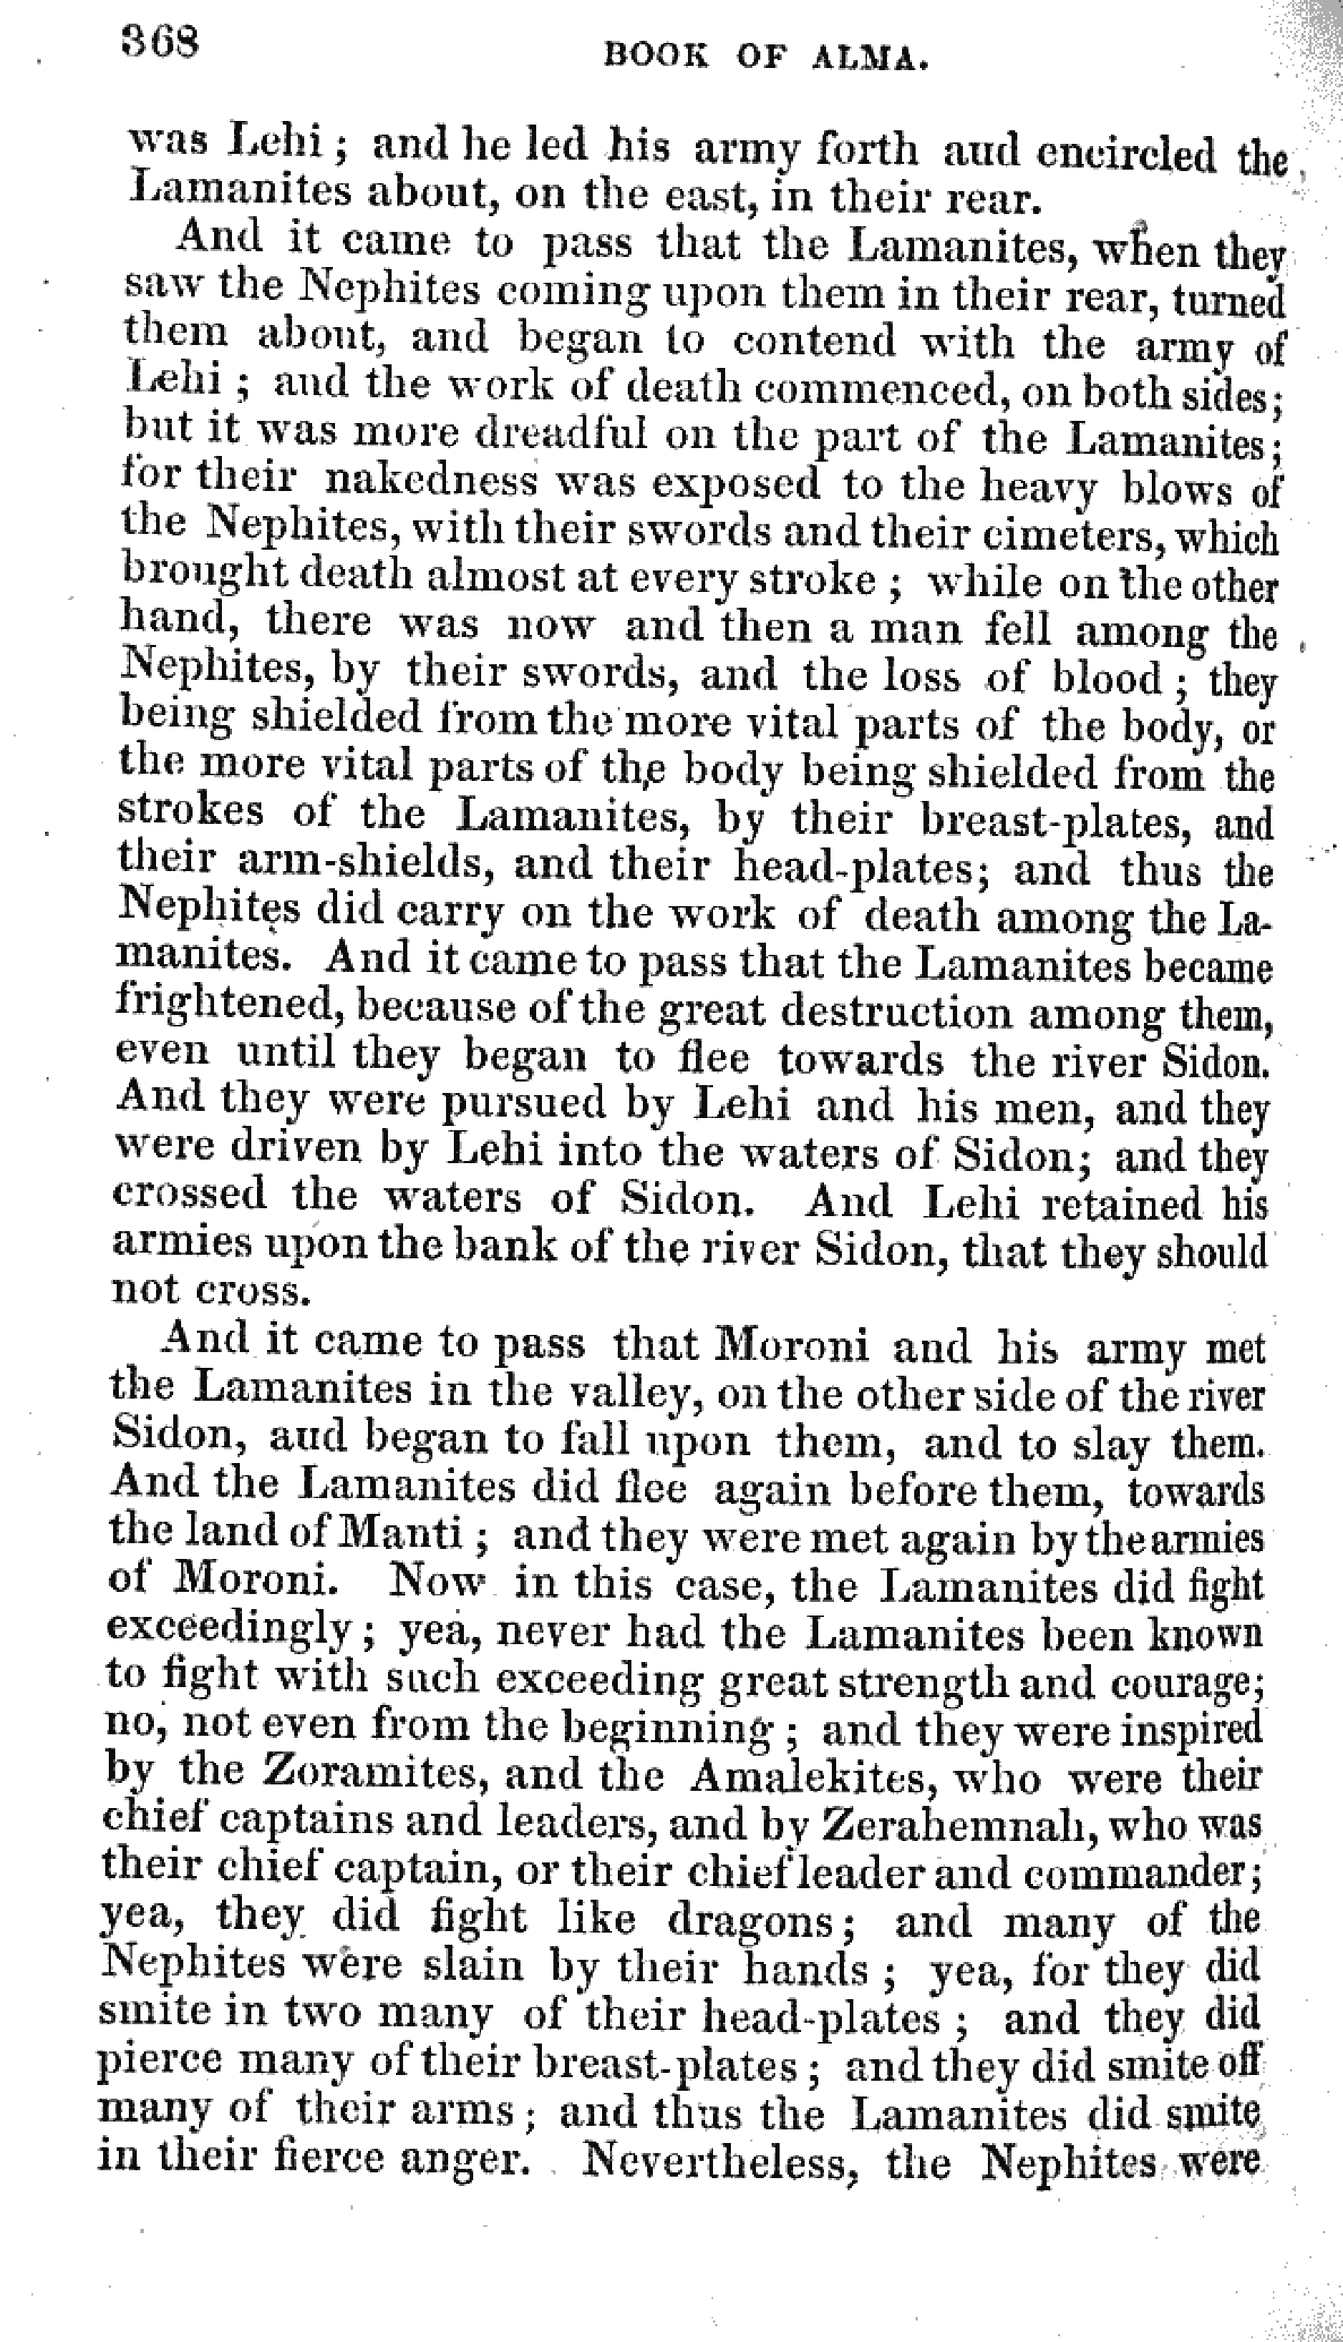 368
BOOK OF ALMA.
was Lehi; and he led his army forth and encircled the
Lamanites about, on the east, in their rear.
And it came to pass that the Lamanites, when they
saw the Nephites coming upon them in their rear, turned
them about, and began to contend with the army of
Lehi; and the work of death commenced, on both sides;
but it was more dreadful on the part of the Lamanites;
for their nakedness was exposed to the heavy blows of
the Nephites, with their swords and their cimeters, which
brought death almost at every stroke; while on the other
hand, there was now and then a man fell among the
Nephites, by their swords, and the loss of blood; they
being shielded from the more vital parts of the body, or
the more vital parts of the body being shielded from the
strokes of the Lamanites, by their breast-plates, and
their arm-shields, and their head-plates; and thus the
Nephites did carry on the work of death among the La-
manites. And it came to pass that the Lamanites became
frightened, because of the great destruction among them,
even until they began to flee towards the river Sidon.
And they were pursued by Lehi and his men, and they
were driven by Lehi into the waters of Sidon; and they
crossed the waters of Sidon. And Lehi retained his
armies upon the bank of the river Sidon, that they should
not cross.
And it came to pass that Moroni and his army met
the Lamanites in the valley, on the other side of the river
Sidon, and began to fall upon them, and to slay them.
And the Lamanites did flee again before them, towards
the land of Manti; and they were met again by the armies
of Moroni. Now in this case, the Lamanites did fight
exceedingly; yea, never had the Lamanites been known
to fight with such exceeding great strength and courage;
no, not even from the beginning; and they were inspired
by the Zoramites, and the Amalekites, who were their
chief captains and leaders, and by Zerahemnah, who was
their chief captain, or their chief leader and commander;
yea, they did fight like dragons; and many of the
Nephites were slain by their hands; yea, for they did
smite in two many of their head-plates; and they did
pierce many of their breast-plates; and they did smite off
many of their arms; and thus the Lamanites did smite
in their fierce anger. Nevertheless, the Nephites were